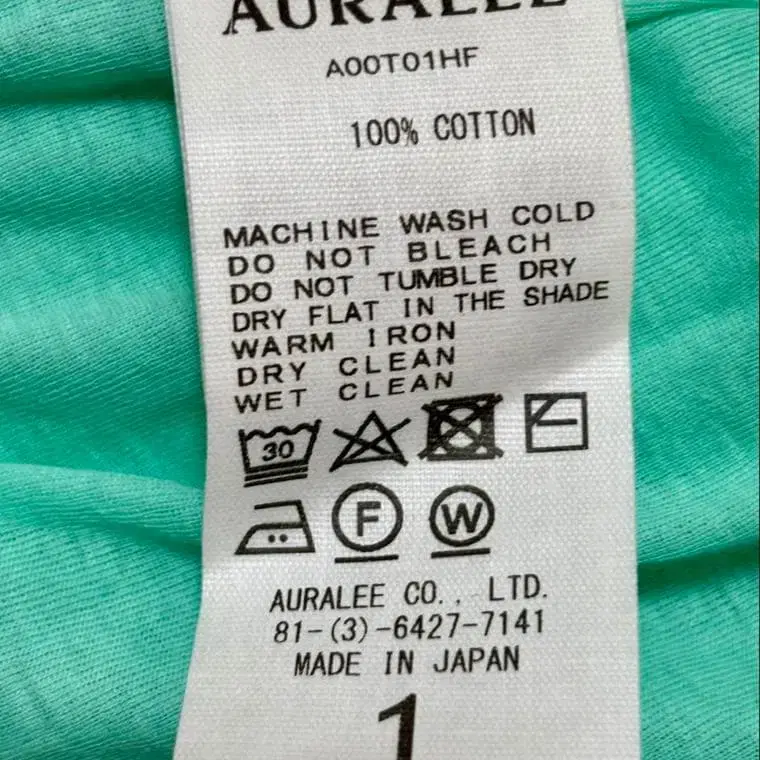 AURALEE
A00T01HF
100% COTTON
MACHINE WASH COLD
DO NOT BLEACH
DO NOT TUMBLE DRY
DRY FLAT IN THE SHADE
WARM IRON
DRY CLEAN
WET CLEAN
30
F W
AURALEE CO., LTD.
81-(3)-6427-7141
MADE IN JAPAN
1